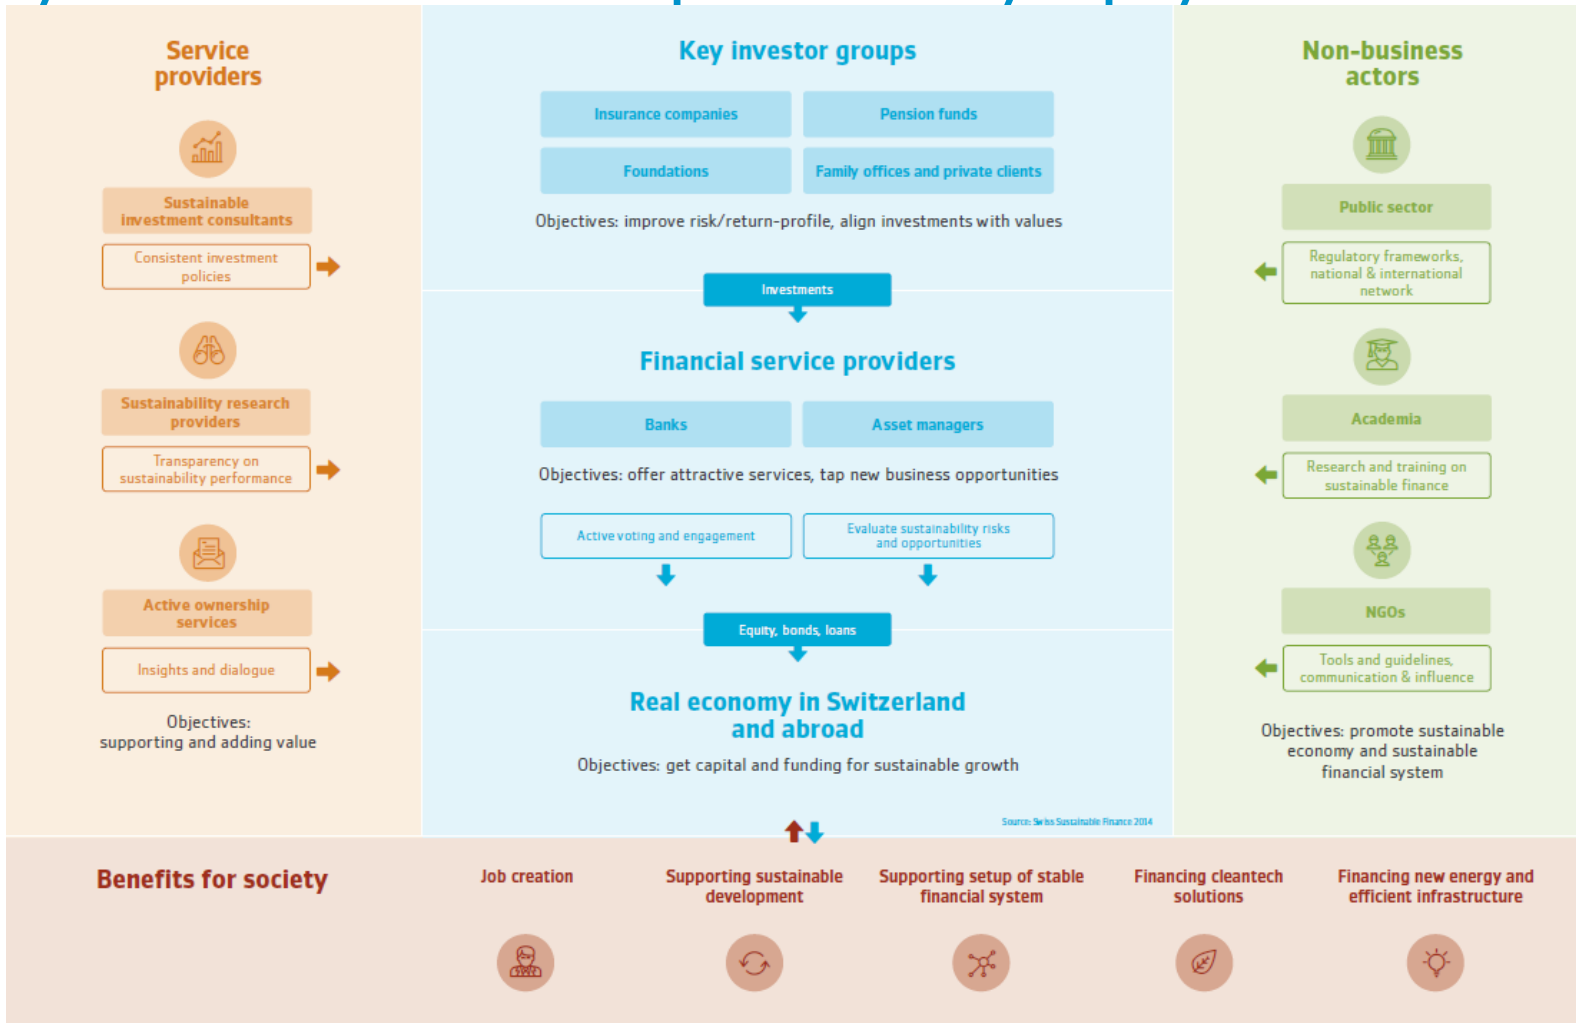 Service
providers
Sustainable
investment consultants
Consistent investment
policies
Sustainability research
providers
Transparency on
sustainability performance
Active ownership
services
Insights and dialogue
Objectives:
supporting and adding value
Key investor groups
Insurance companies
Pension funds
Foundations
Family offices and private clients
Objectives: improve risk/return-profile, align investments with values
Investments
Financial service providers
Banks
Asset managers
Objectives: offer attractive services, tap new business opportunities
Active voting and engagement
Evaluate sustainability risks
and opportunities
Equity, bonds, loans
Real economy in Switzerland
and abroad
Objectives: get capital and funding for sustainable growth
Source: Swiss Sustainable Finance 2014
Non-business
actors
Public sector
Regulatory frameworks,
national & international
network
Academia
Research and training on
sustainable finance
NGOs
Tools and guidelines,
communication & influence
Objectives: promote sustainable
economy and sustainable
financial system
Benefits for society
Job creation
Supporting sustainable
development
Supporting setup of stable
financial system
Financing cleantech
solutions
Financing new energy and
efficient infrastructure